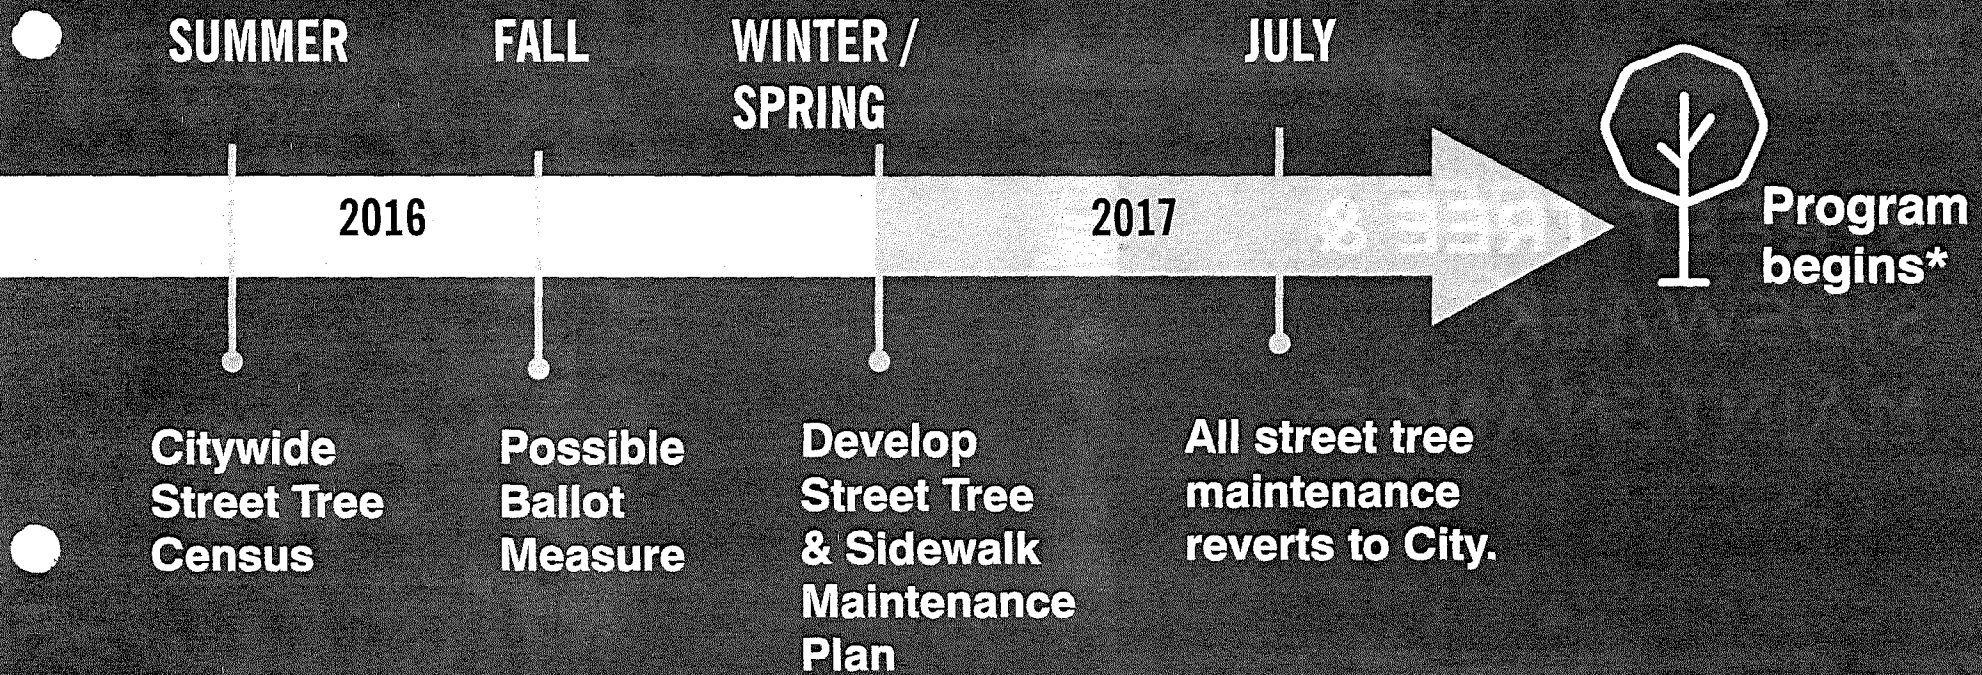 SUMMER
FALL
WINTER /
SPRING
JULY
2016
2017
Program
begins*
Citywide
Street Tree
Census
Possible
Ballot
Measure
Develop
Street Tree
& Sidewalk
Maintenance
Plan
All street tree
maintenance
reverts to City.